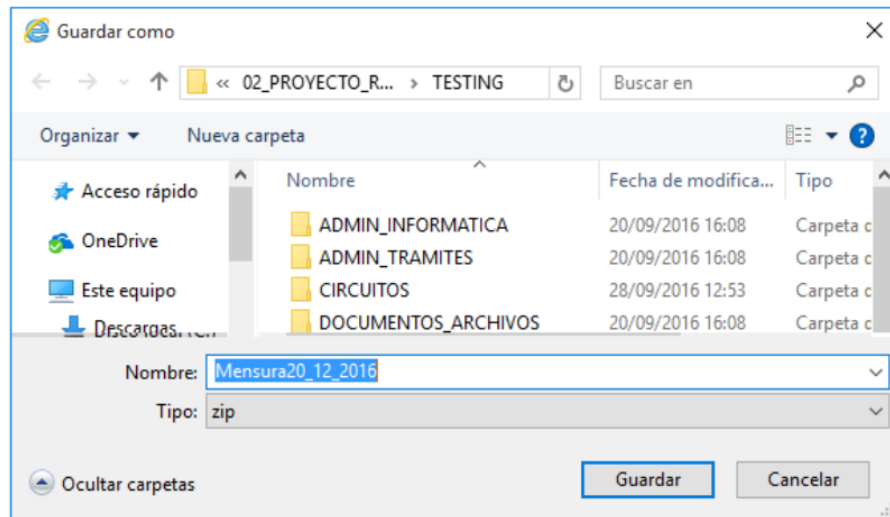 Guardar como
« 02_PROYECTO_R... > TESTING
Buscar en
Organizar
Nueva carpeta
Acceso rápido
OneDrive
Este equipo
Descargas
Nombre
Fecha de modifica...
Tipo
ADMIN_INFORMATICA
20/09/2016 16:08
Carpeta
ADMIN_TRAMITES
20/09/2016 16:08
Carpeta
CIRCUITOS
28/09/2016 12:53
Carpeta
DOCUMENTOS_ARCHIVOS
20/09/2016 16:08
Carpeta
Nombre:
Mensura20_12_2016
Tipo:
zip
Ocultar carpetas
Guardar
Cancelar